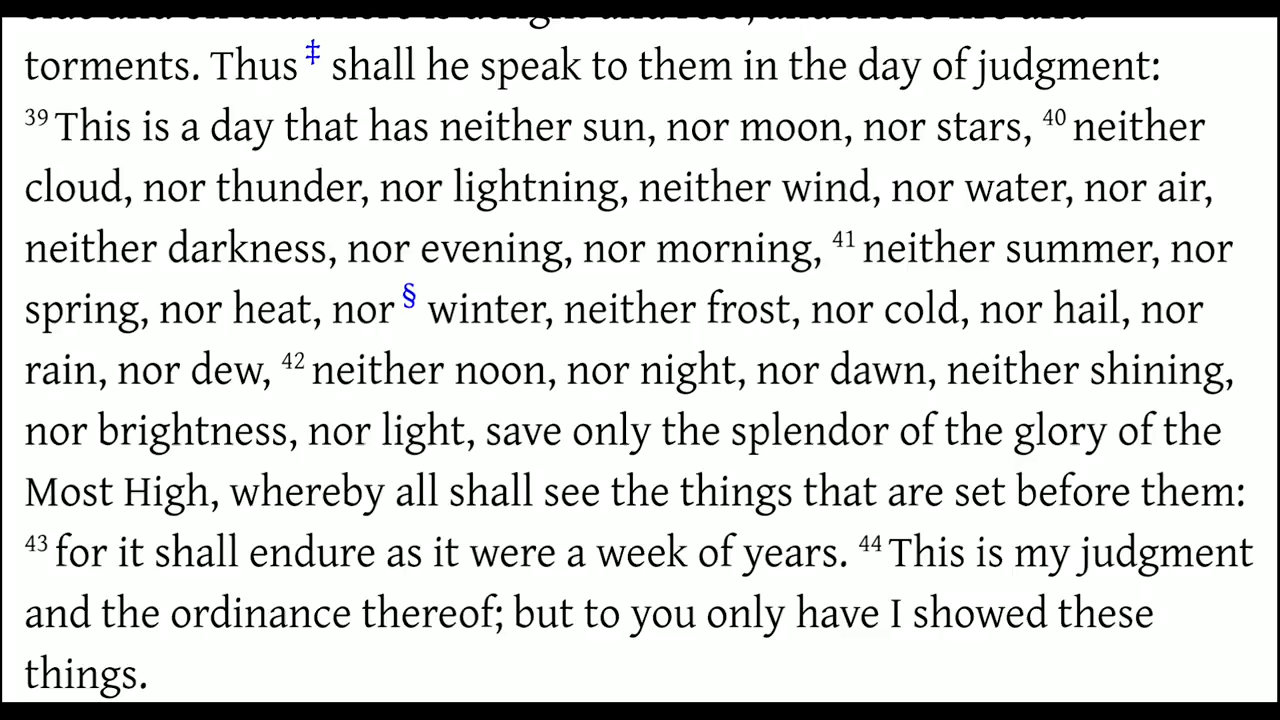 torments. Thus ‡ shall he speak to them in the day of judgment:
39 This is a day that has neither sun, nor moon, nor stars, 40 neither
cloud, nor thunder, nor lightning, neither wind, nor water, nor air,
neither darkness, nor evening, nor morning, 41 neither summer, nor
spring, nor heat, nor § winter, neither frost, nor cold, nor hail, nor
rain, nor dew, 42 neither noon, nor night, nor dawn, neither shining,
nor brightness, nor light, save only the splendor of the glory of the
Most High, whereby all shall see the things that are set before them:
43 for it shall endure as it were a week of years. 44 This is my judgment
and the ordinance thereof; but to you only have I showed these
things.